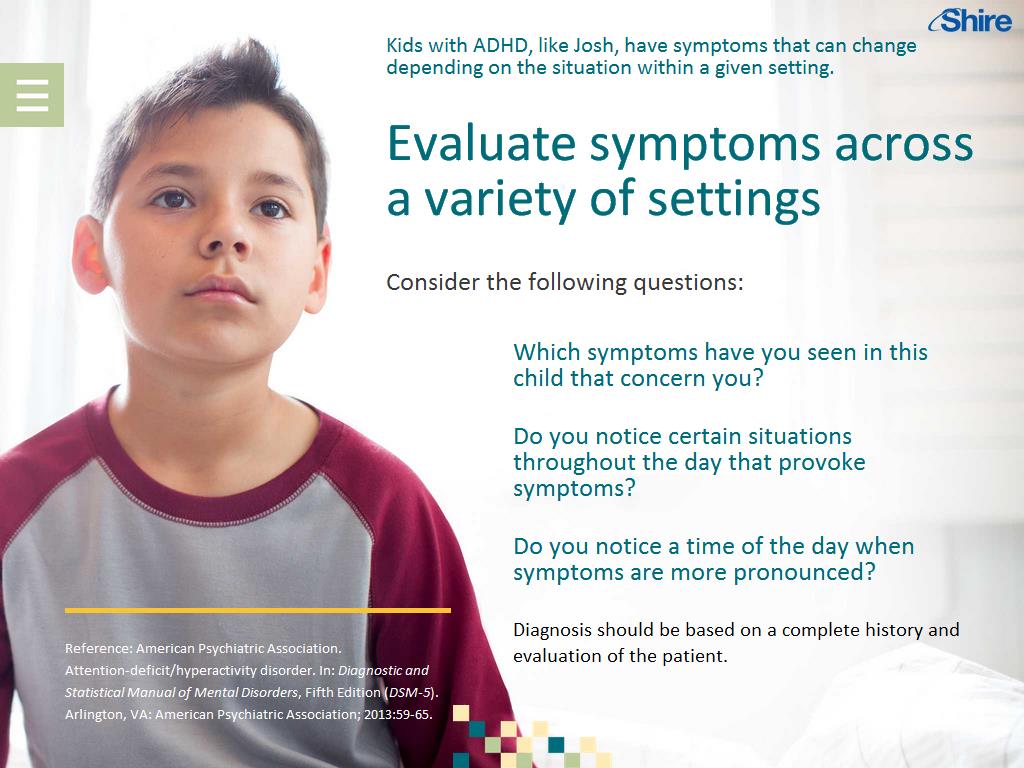 Shire
Kids with ADHD, like Josh, have symptoms that can change
depending on the situation within a given setting.
Evaluate symptoms across
a variety of settings
Consider the following questions:
Which symptoms have you seen in this
child that concern you?
Do you notice certain situations
throughout the day that provoke
symptoms?
Do you notice a time of the day when
symptoms are more pronounced?
Diagnosis should be based on a complete history and
evaluation of the patient.
Reference: American Psychiatric Association.
Attention-deficit/hyperactivity disorder. In: Diagnostic and
Statistical Manual of Mental Disorders, Fifth Edition (DSM-5).
Arlington, VA: American Psychiatric Association; 2013:59-65.